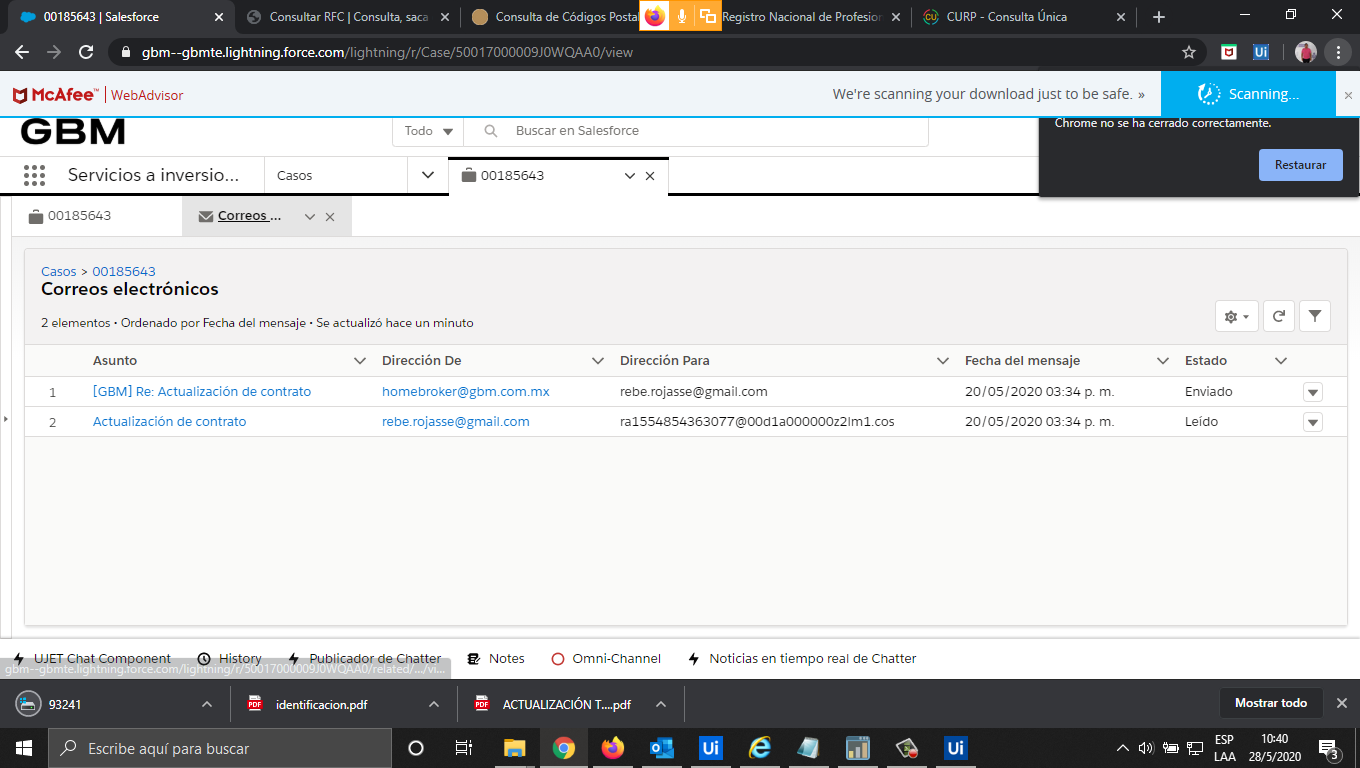 00185643 | Salesforce
Consultar RFC | Consulta, saca
Consulta de Códigos Postal
Registro Nacional de Profesion
CURP - Consulta Única
gbm--gbmte.lightning.force.com/lightning/r/Case/50017000009J0WQAA0/view
McAfee™ | WebAdvisor
We're scanning your download just to be safe. »
Scanning...
GBM
Todo
Buscar en Salesforce
Chrome no se ha cerrado correctamente.
Restaurar
Servicios a inversio...
Casos
00185643
00185643
Correos ...
Casos > 00185643
Correos electrónicos
2 elementos • Ordenado por Fecha del mensaje • Se actualizó hace un minuto
Asunto Dirección De Dirección Para Fecha del mensaje Estado
1 [GBM] Re: Actualización de contrato homebroker@gbm.com.mx rebe.rojasse@gmail.com 20/05/2020 03:34 p. m. Enviado
2 Actualización de contrato rebe.rojasse@gmail.com ra1554854363077@00d1a000000z2lm1.cos 20/05/2020 03:34 p. m. Leído
UJET Chat Component History Publicador de Chatter Notes Omni-Channel Noticias en tiempo real de Chatter
gbm--gbmte.lightning.force.com/lightning/r/50017000009J0WQAA0/related/.../vi...
93241
identificacion.pdf
ACTUALIZACIÓN T....pdf
Mostrar todo
Escribe aquí para buscar
ESP
LAA
10:40
28/5/2020
3